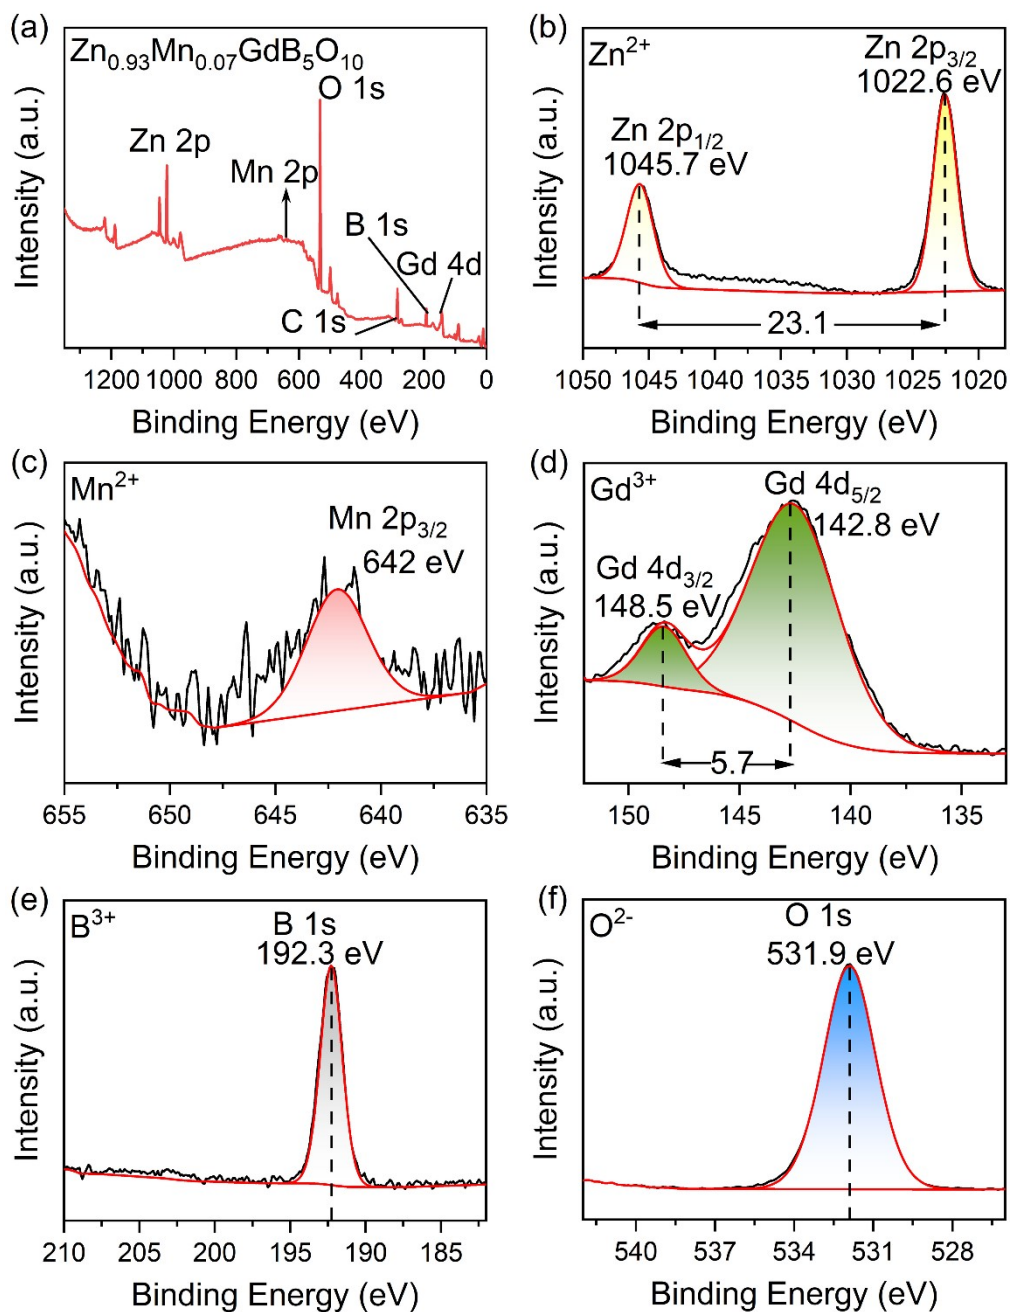 (a)
Zn₀.₉₃Mn₀.₀₇GdB₅O₁₀
O 1s
Zn 2p
Mn 2p
B 1s
Gd 4d
C 1s
Intensity (a.u.)
1200 1000 800 600 400 200 0
Binding Energy (eV)
(b)
Zn²⁺
Zn 2p₃/₂
1022.6 eV
Zn 2p₁/₂
1045.7 eV
23.1
Intensity (a.u.)
1050 1045 1040 1035 1030 1025 1020
Binding Energy (eV)
(c)
Mn²⁺
Mn 2p₃/₂
642 eV
Intensity (a.u.)
655 650 645 640 635
Binding Energy (eV)
(d)
Gd³⁺
Gd 4d₅/₂
142.8 eV
Gd 4d₃/₂
148.5 eV
5.7
Intensity (a.u.)
150 145 140 135
Binding Energy (eV)
(e)
B³⁺
B 1s
192.3 eV
Intensity (a.u.)
210 205 200 195 190 185
Binding Energy (eV)
(f)
O²⁻
O 1s
531.9 eV
Intensity (a.u.)
540 537 534 531 528
Binding Energy (eV)